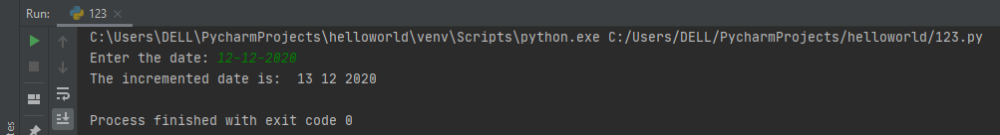 Run: 123 ×
C:\Users\DELL\PycharmProjects\helloworld\venv\Scripts\python.exe C:/Users/DELL/PycharmProjects/helloworld/123.py
Enter the date: 12-12-2020
The incremented date is:  13 12 2020
Process finished with exit code 0